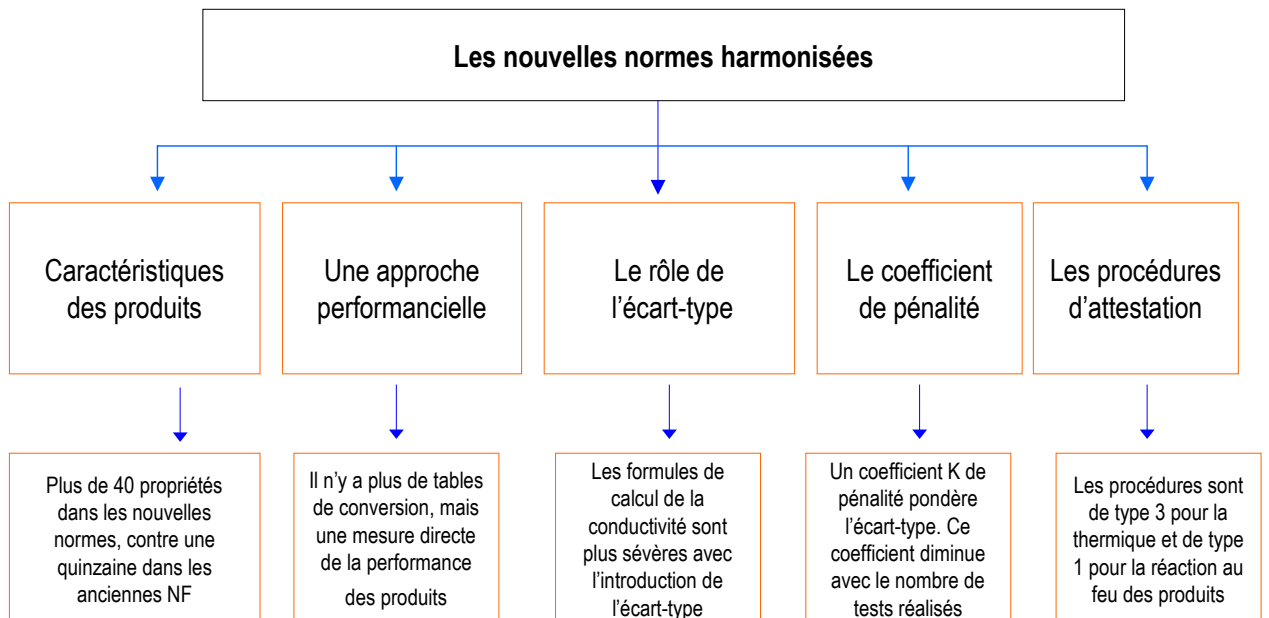 Les nouvelles normes harmonisées
Caractéristiques
des produits
Une approche
performancielle
Le rôle de
l’écart-type
Le coefficient
de pénalité
Les procédures
d’attestation
Plus de 40 propriétés
dans les nouvelles
normes, contre une
quinzaine dans les
anciennes NF
Il n’y a plus de tables
de conversion, mais
une mesure directe
de la performance
des produits
Les formules de
calcul de la
conductivité sont
plus sévères avec
l’introduction de
l’écart-type
Un coefficient K de
pénalité pondère
l’écart-type. Ce
coefficient diminue
avec le nombre de
tests réalisés
Les procédures sont
de type 3 pour la
thermique et de type
1 pour la réaction au
feu des produits